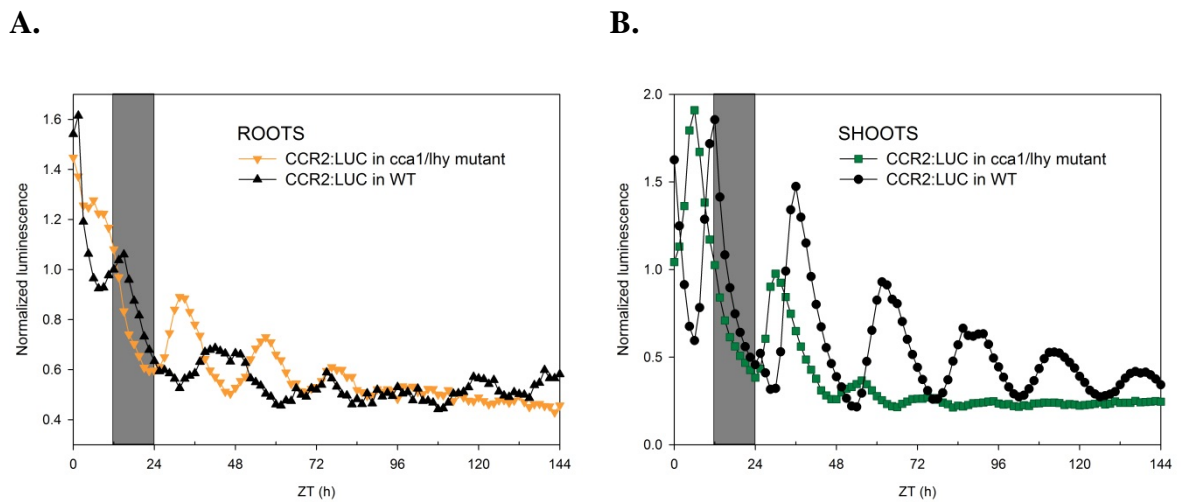 A.
B.
ROOTS
CCR2:LUC in cca1/lhy mutant
CCR2:LUC in WT
Normalized luminescence
1.6
1.4
1.2
1.0
0.8
0.6
0.4
0 24 48 72 96 120 144
ZT (h)
SHOOTS
CCR2:LUC in cca1/lhy mutant
CCR2:LUC in WT
Normalized luminescence
2.0
1.5
1.0
0.5
0.0
0 24 48 72 96 120 144
ZT (h)